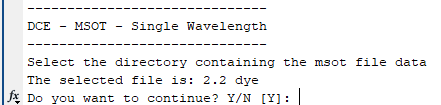 ------------------------------
DCE - MSOT - Single Wavelength
------------------------------
Select the directory containing the msot file data
The selected file is: 2.2 dye
fx Do you want to continue? Y/N [Y]: